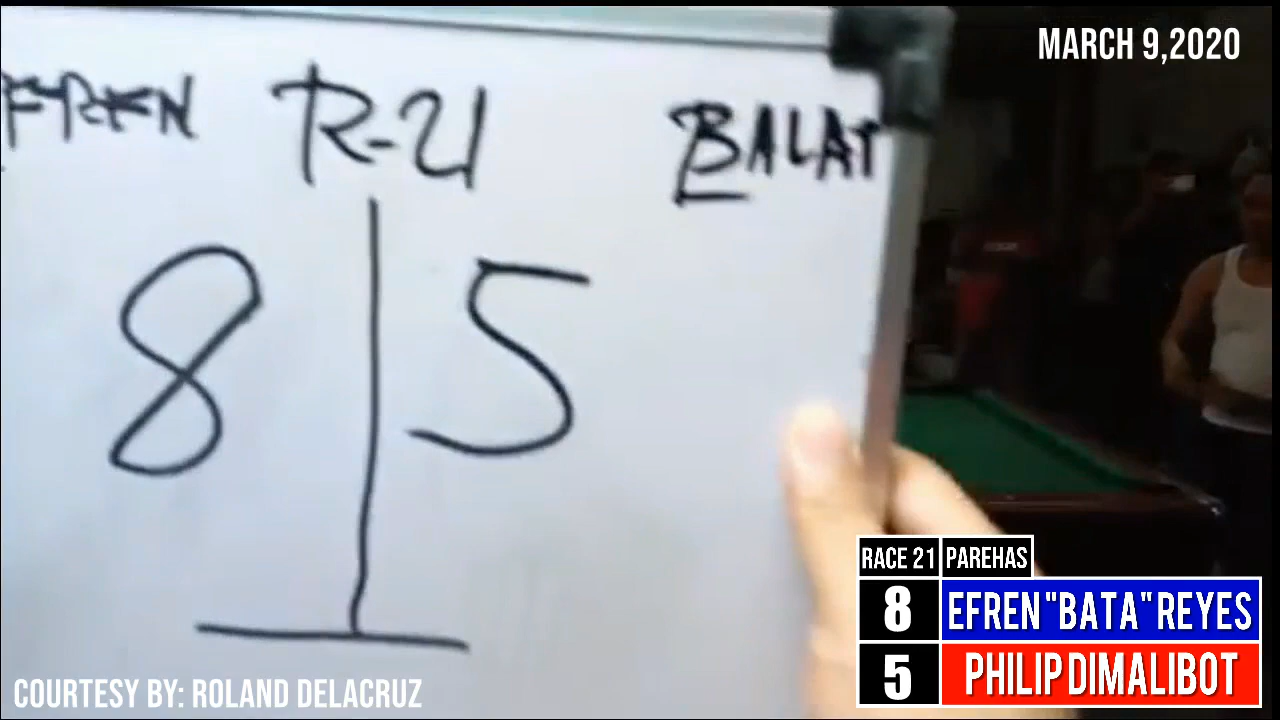 MARCH 9,2020
EFREN R-21 BALAT
8 5
RACE 21 PAREHAS
8 EFREN "BATA" REYES
5 PHILIP DIMALIBOT
COURTESY BY: ROLAND DELACRUZ